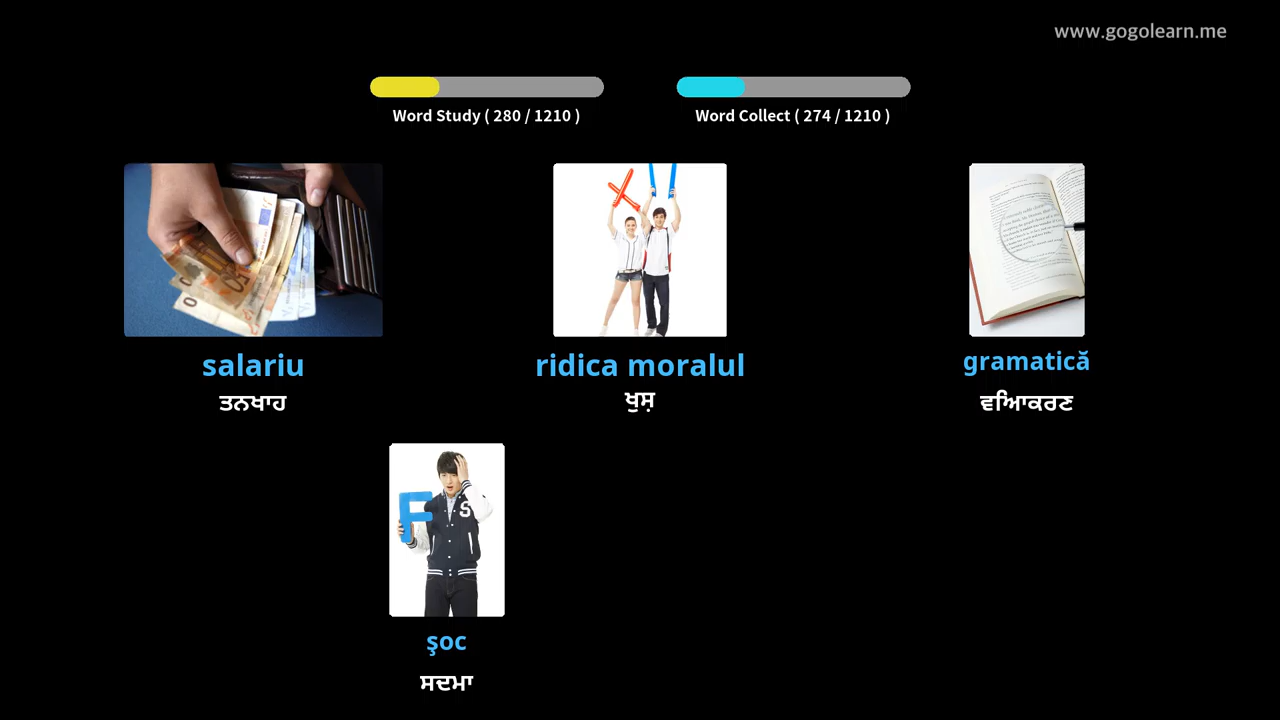 www.gogolearn.me
Word Study ( 280 / 1210 )
Word Collect ( 274 / 1210 )
salariu
ridica moralul
gramatică
ਤਨਖਾਹ
ਖੁਸ਼
ਵਿਆਕਰਣ
F
S
şoc
ਸਦਮਾ